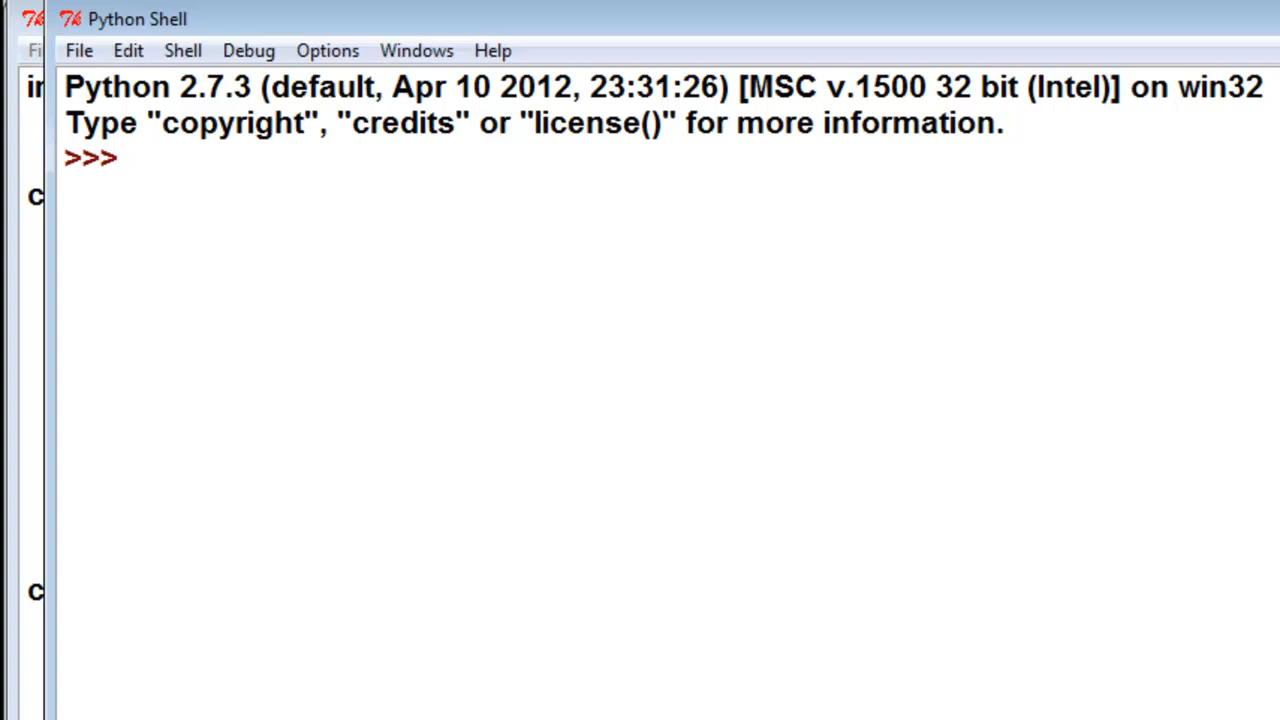 Python Shell
File Edit Shell Debug Options Windows Help
Python 2.7.3 (default, Apr 10 2012, 23:31:26) [MSC v.1500 32 bit (Intel)] on win32
Type "copyright", "credits" or "license()" for more information.
>>>